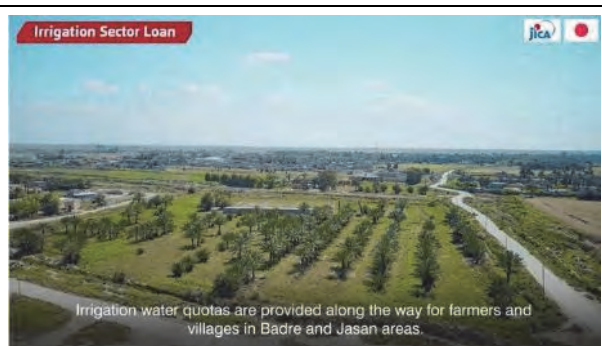 Irrigation Sector Loan
jica
Irrigation water quotas are provided along the way for farmers and
villages in Badre and Jasan areas.